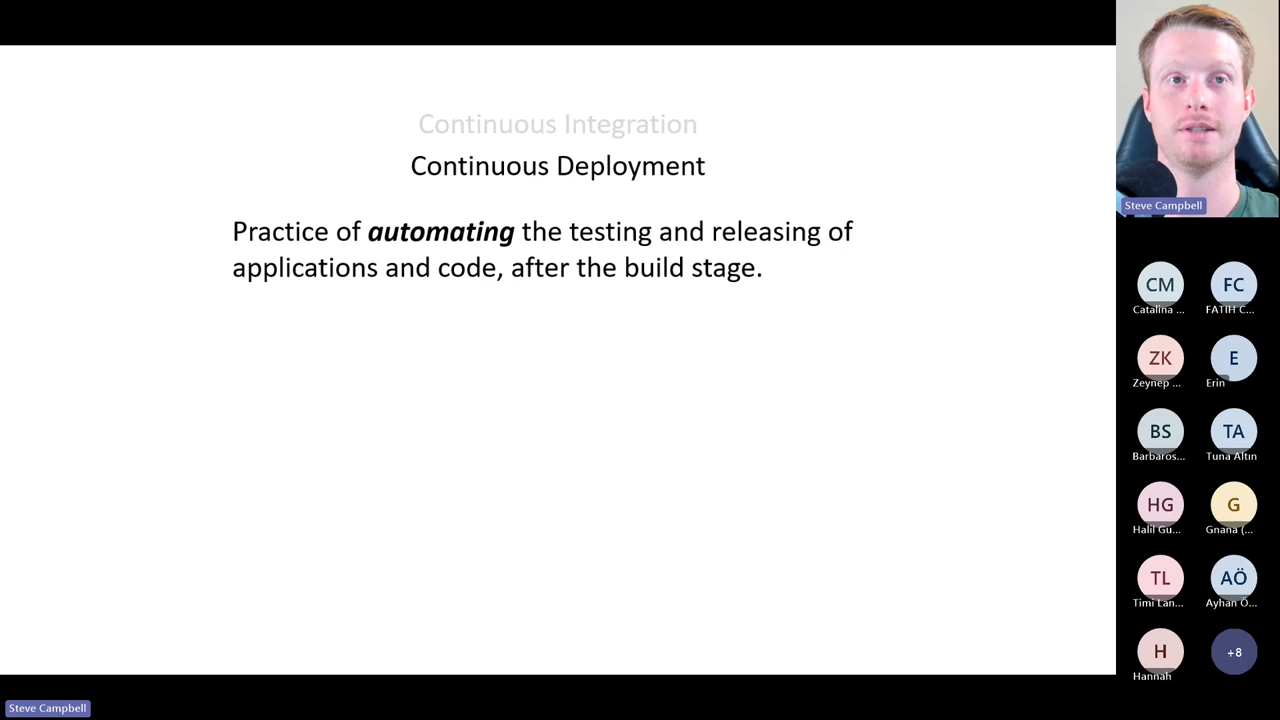 Continuous Integration
Continuous Deployment
Practice of automating the testing and releasing of
applications and code, after the build stage.
Steve Campbell
CM
FC
Catalina ...
FATIH C...
ZK
E
Zeynep ...
Erin
BS
TA
Barbaros...
Tuna Altın
HG
G
Halil Gu...
Gnana (...
TL
AÖ
Timi Lan...
Ayhan Ö...
H
+8
Hannah
Steve Campbell